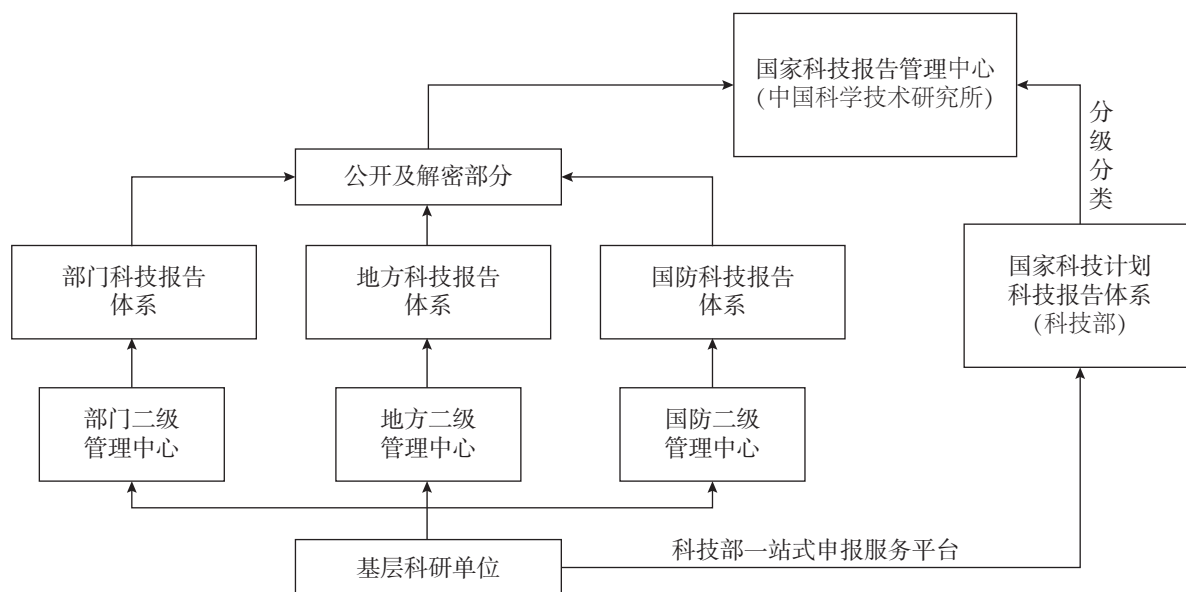 国家科技报告管理中心
(中国科学技术研究所)
分
级
分
类
公开及解密部分
部门科技报告
体系
地方科技报告
体系
国防科技报告
体系
国家科技计划
科技报告体系
(科技部)
部门二级
管理中心
地方二级
管理中心
国防二级
管理中心
科技部一站式申报服务平台
基层科研单位